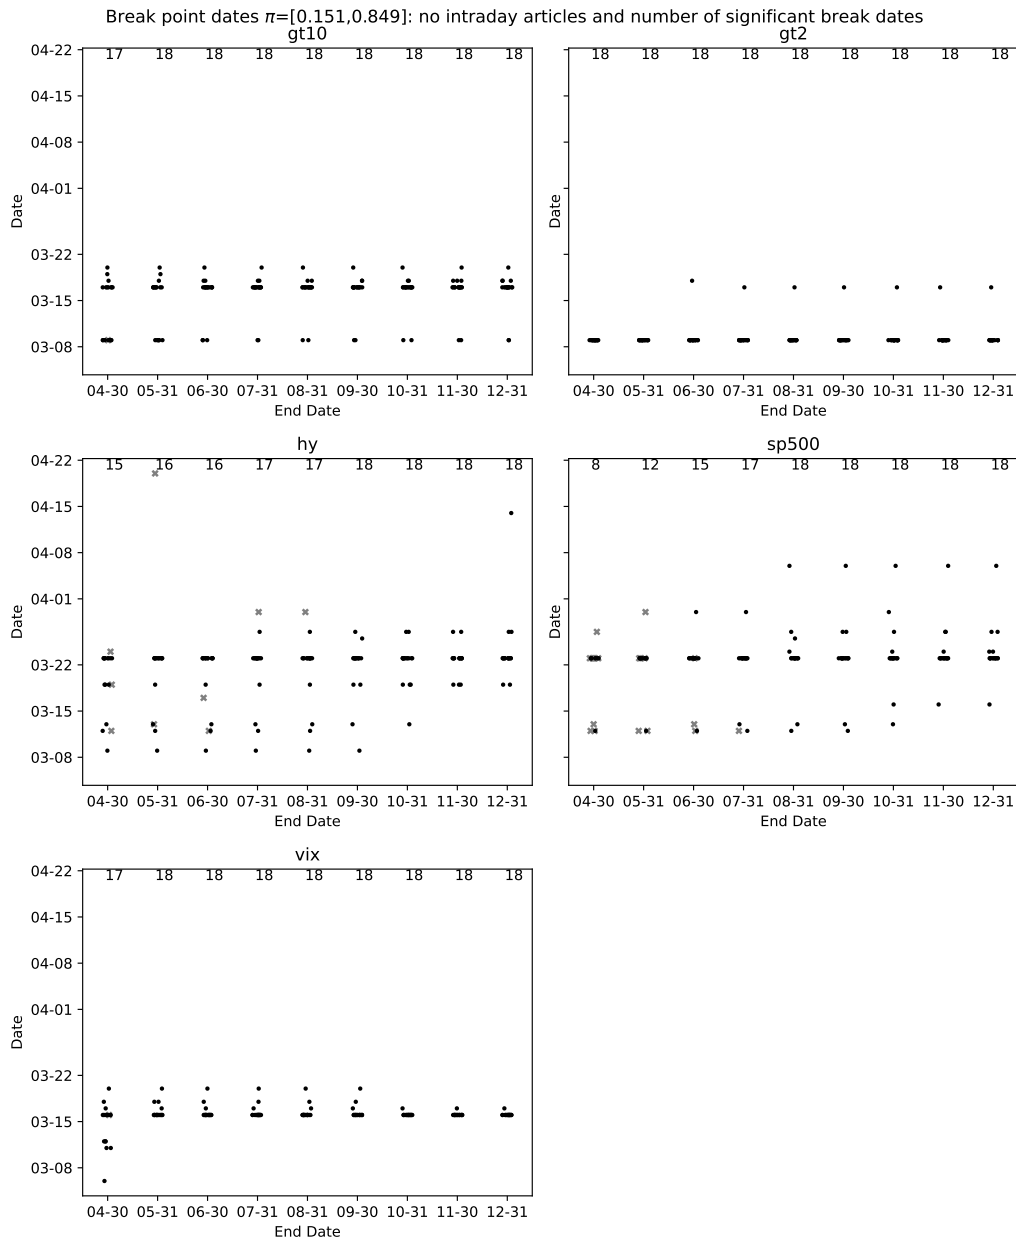 Break point dates π=[0.151,0.849]: no intraday articles and number of significant break dates
gt10
17 18 18 18 18 18 18 18 18
04-22
04-15
04-08
04-01
03-22
03-15
03-08
Date
04-30 05-31 06-30 07-31 08-31 09-30 10-31 11-30 12-31
End Date
gt2
18 18 18 18 18 18 18 18 18
Date
04-30 05-31 06-30 07-31 08-31 09-30 10-31 11-30 12-31
End Date
hy
15 16 16 17 17 18 18 18 18
04-22
04-15
04-08
04-01
03-22
03-15
03-08
Date
04-30 05-31 06-30 07-31 08-31 09-30 10-31 11-30 12-31
End Date
sp500
8 12 15 17 18 18 18 18 18
Date
04-30 05-31 06-30 07-31 08-31 09-30 10-31 11-30 12-31
End Date
vix
17 18 18 18 18 18 18 18 18
04-22
04-15
04-08
04-01
03-22
03-15
03-08
Date
04-30 05-31 06-30 07-31 08-31 09-30 10-31 11-30 12-31
End Date